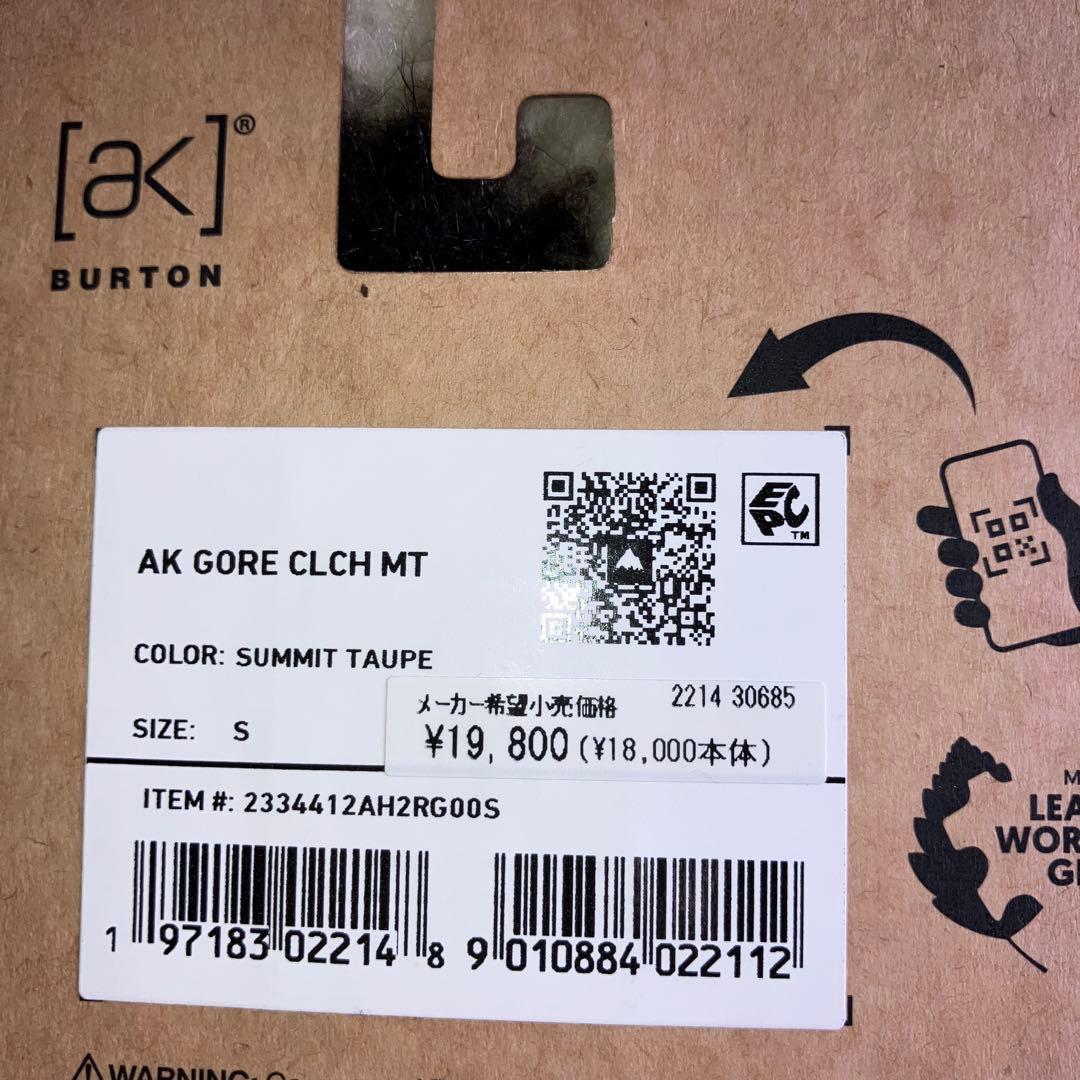 [ak]®
BURTON
EPC™
AK GORE CLCH MT
COLOR: SUMMIT TAUPE
SIZE: S
メーカー希望小売価格 2214 30685
¥19,800(¥18,000本体)
ITEM #: 2334412AH2RG00S
1 97183 02214 8
9 010884 022112
LEA
WOR
G
WARNING: